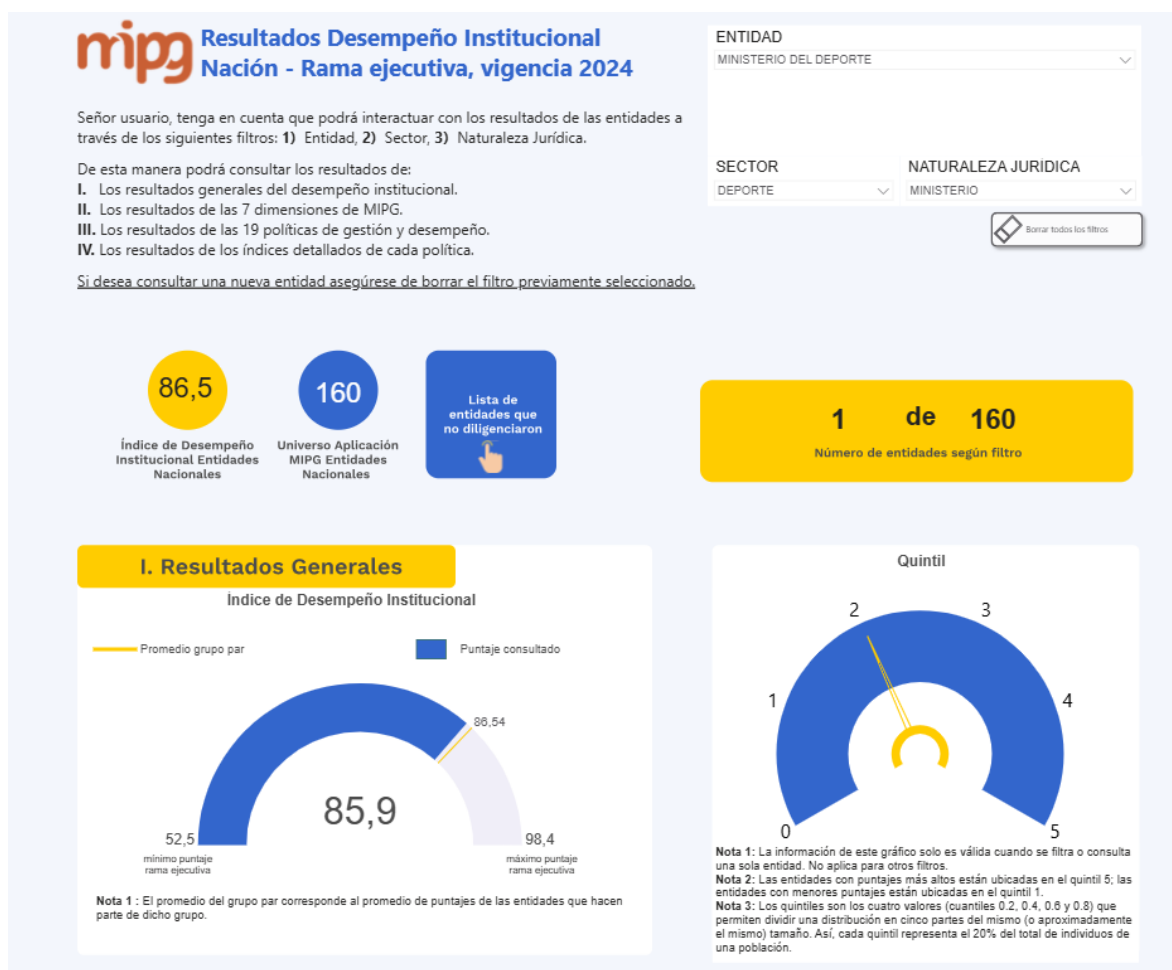 mipg
Resultados Desempeño Institucional
Nación - Rama ejecutiva, vigencia 2024
Señor usuario, tenga en cuenta que podrá interactuar con los resultados de las entidades a
través de los siguientes filtros: 1) Entidad, 2) Sector, 3) Naturaleza Jurídica.
De esta manera podrá consultar los resultados de:
I. Los resultados generales del desempeño institucional.
II. Los resultados de las 7 dimensiones de MIPG.
III. Los resultados de las 19 políticas de gestión y desempeño.
IV. Los resultados de los índices detallados de cada política.
Si desea consultar una nueva entidad asegúrese de borrar el filtro previamente seleccionado.
ENTIDAD
MINISTERIO DEL DEPORTE
SECTOR
DEPORTE
NATURALEZA JURIDICA
MINISTERIO
Borrar todos los filtros
86,5
Índice de Desempeño
Institucional Entidades
Nacionales
160
Universo Aplicación
MIPG Entidades
Nacionales
Lista de
entidades que
no diligenciaron
1 de 160
Número de entidades según filtro
I. Resultados Generales
Índice de Desempeño Institucional
Promedio grupo par
Puntaje consultado
86,54
85,9
52,5
mínimo puntaje
rama ejecutiva
98,4
máximo puntaje
rama ejecutiva
Nota 1 : El promedio del grupo par corresponde al promedio de puntajes de las entidades que hacen
parte de dicho grupo.
Quintil
0
1
2
3
4
5
Nota 1: La información de este gráfico solo es válida cuando se filtra o consulta
una sola entidad. No aplica para otros filtros.
Nota 2: Las entidades con puntajes más altos están ubicadas en el quintil 5; las
entidades con menores puntajes están ubicadas en el quintil 1.
Nota 3: Los quintiles son los cuatro valores (cuantiles 0.2, 0.4, 0.6 y 0.8) que
permiten dividir una distribución en cinco partes del mismo (o aproximadamente
el mismo) tamaño. Así, cada quintil representa el 20% del total de individuos de
una población.